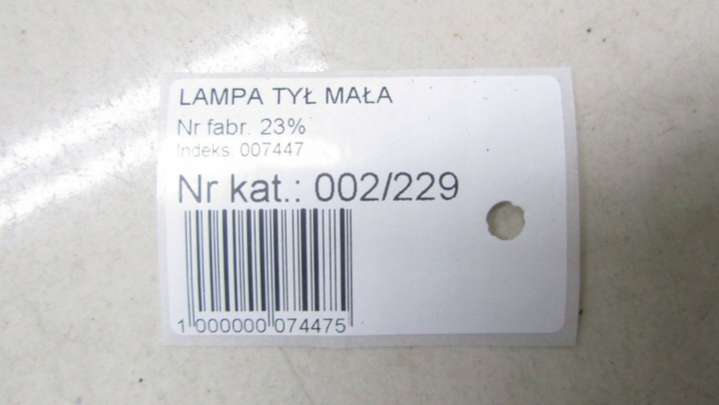 LAMPA TYŁ MAŁA
Nr fabr. 23%
Indeks: 007447
Nr kat.: 002/229
1 000000 074475